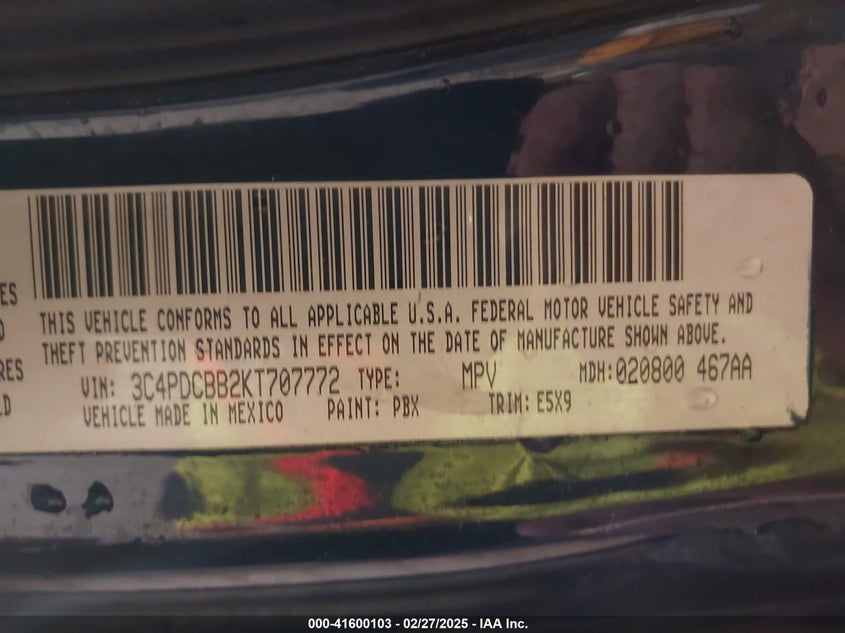 ES
THIS VEHICLE CONFORMS TO ALL APPLICABLE U.S.A. FEDERAL MOTOR VEHICLE SAFETY AND
THEFT PREVENTION STANDARDS IN EFFECT ON THE DATE OF MANUFACTURE SHOWN ABOVE.
RES
VIN: 3C4PDCBB2KT707772 TYPE: MPV MDH:020800 467AA
VEHICLE MADE IN MEXICO PAINT: PBX TRIM: E5X9
000-41600103 - 02/27/2025 - IAA Inc.